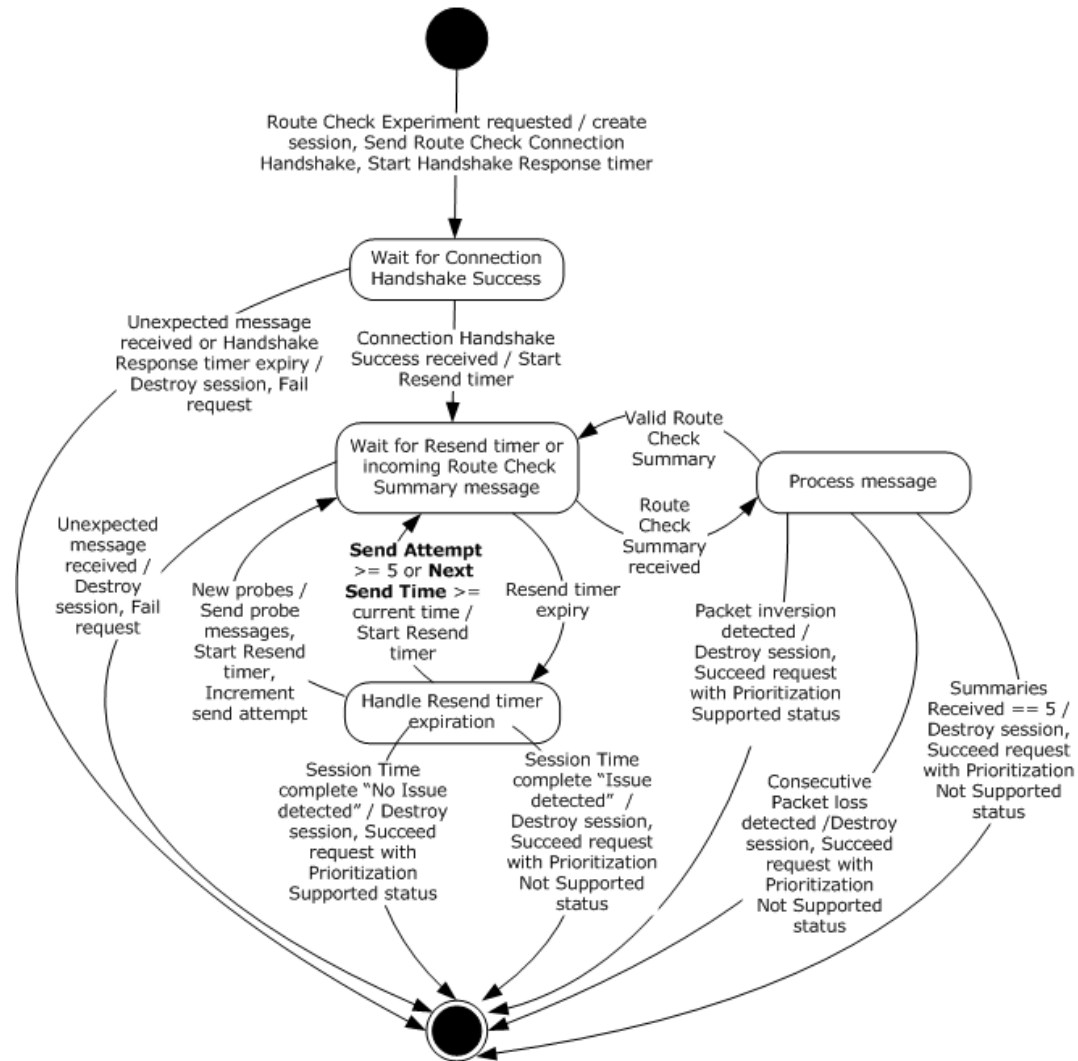 Route Check Experiment requested / create
session, Send Route Check Connection
Handshake, Start Handshake Response timer
Wait for Connection
Handshake Success
Unexpected message
received or Handshake
Response timer expiry /
Destroy session, Fail
request
Connection Handshake
Success received / Start
Resend timer
Wait for Resend timer or
incoming Route Check
Summary message
Valid Route
Check
Summary
Process message
Route
Check
Summary
received
Unexpected
message
received /
Destroy
session, Fail
request
New probes /
Send probe
messages,
Start Resend
timer,
Increment
send attempt
Send Attempt
>= 5 or Next
Send Time >=
current time /
Start Resend
timer
Resend timer
expiry
Handle Resend timer
expiration
Packet inversion
detected /
Destroy session,
Succeed request
with Prioritization
Supported status
Summaries
Received == 5 /
Destroy session,
Succeed request
with Prioritization
Not Supported
status
Session Time
complete “No Issue
detected” / Destroy
session, Succeed
request with
Prioritization
Supported status
Session Time
complete “Issue
detected” /
Destroy session,
Succeed request
with Prioritization
Not Supported
status
Consecutive
Packet loss
detected /Destroy
session, Succeed
request with
Prioritization
Not Supported
status